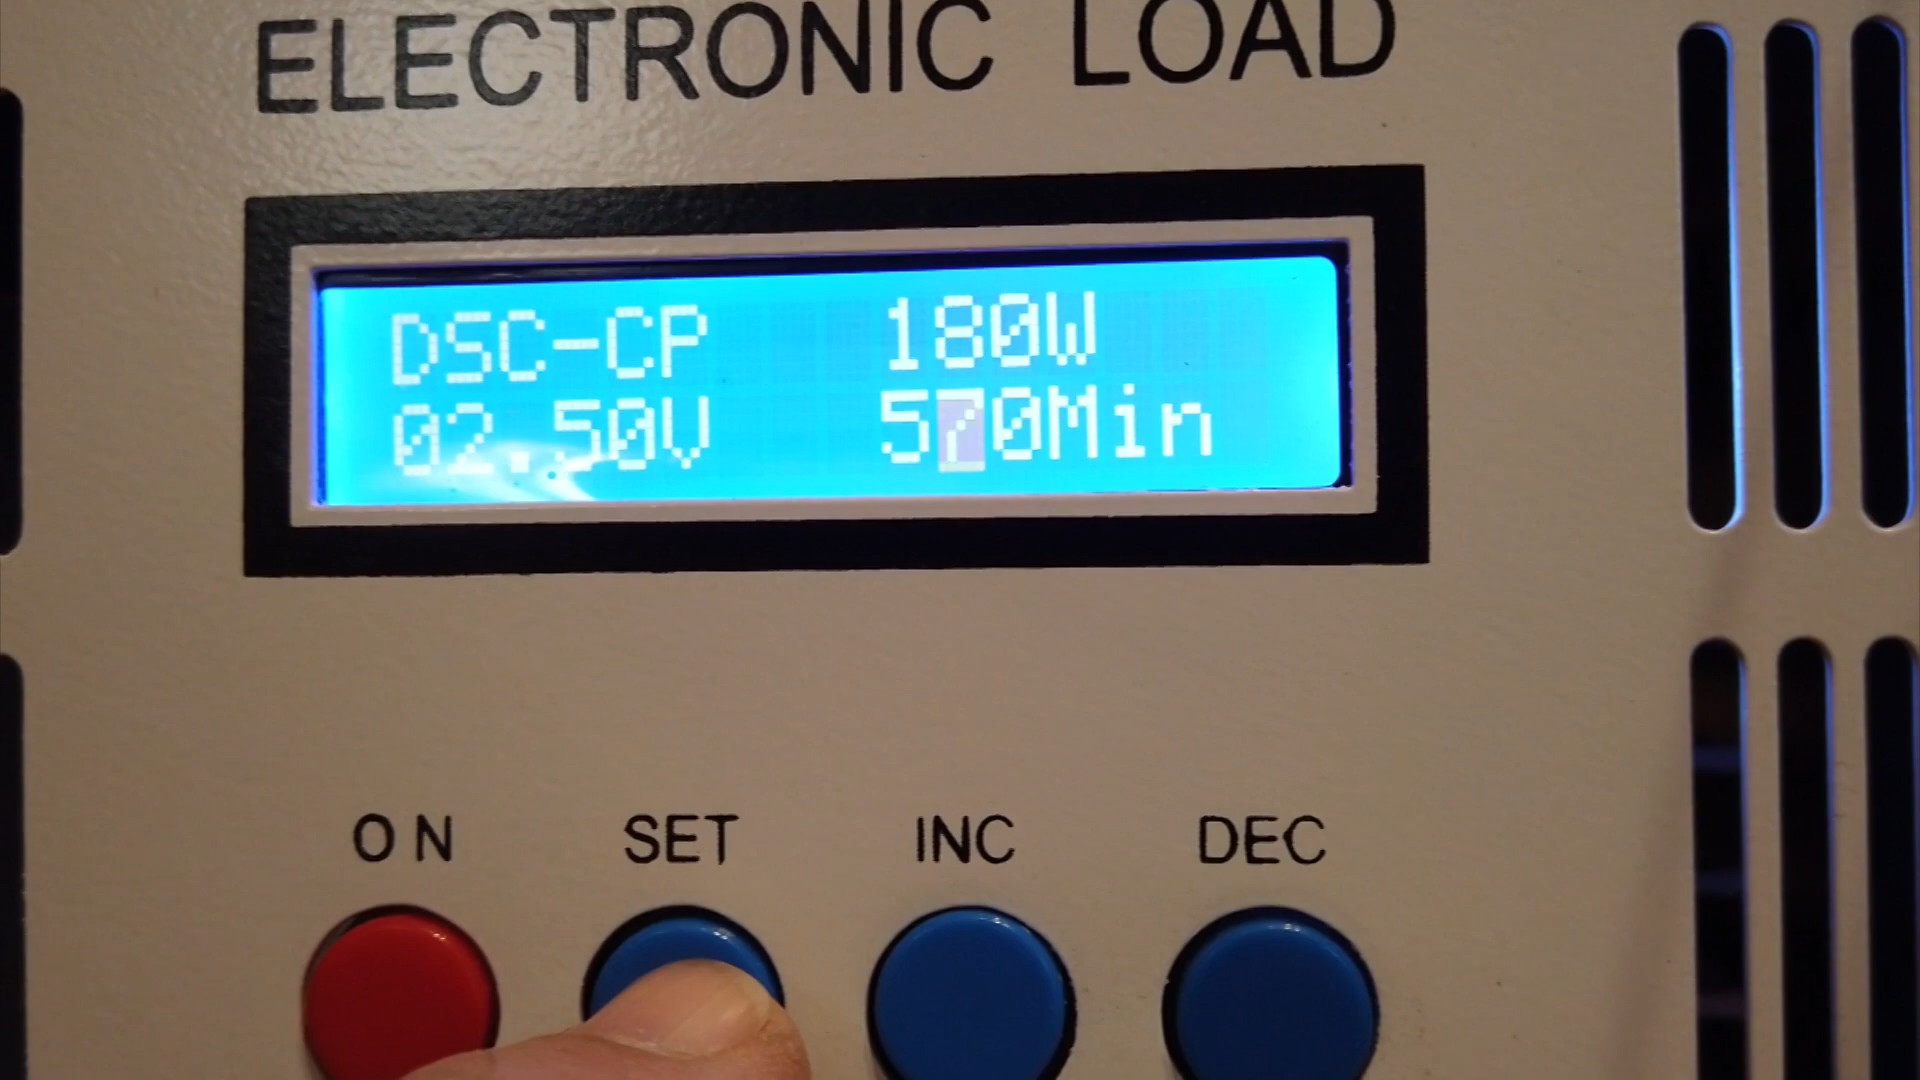 ELECTRONIC LOAD
DSC-CP 180W
02.50V 570Min
ON SET INC DEC